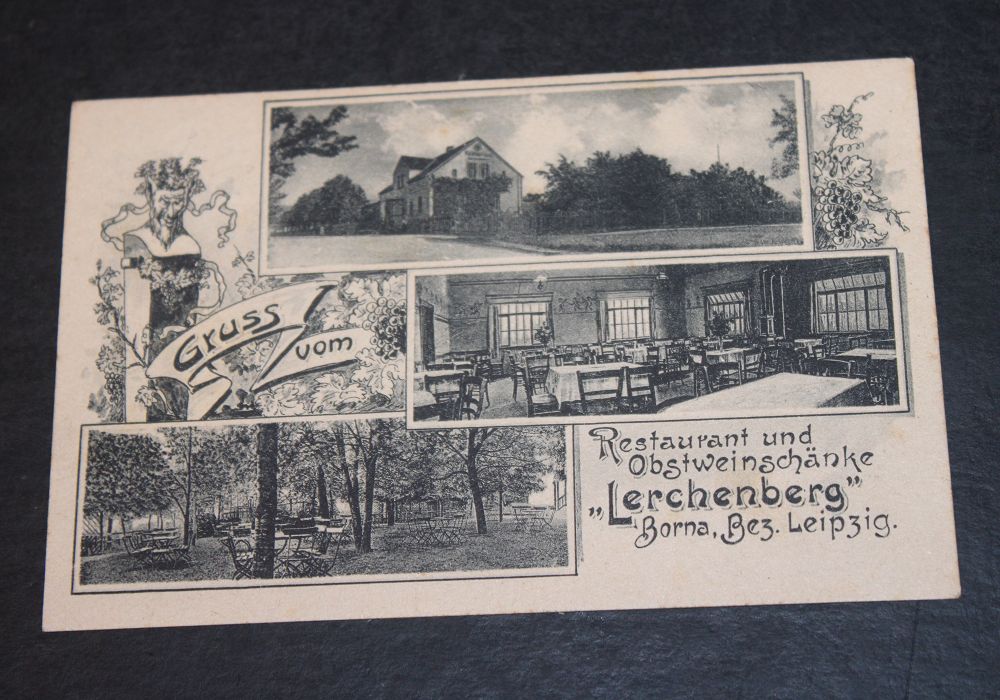 Gruss
vom
Restaurant und
Obstweinschänke
„Lerchenberg"
Borna, Bez. Leipzig.